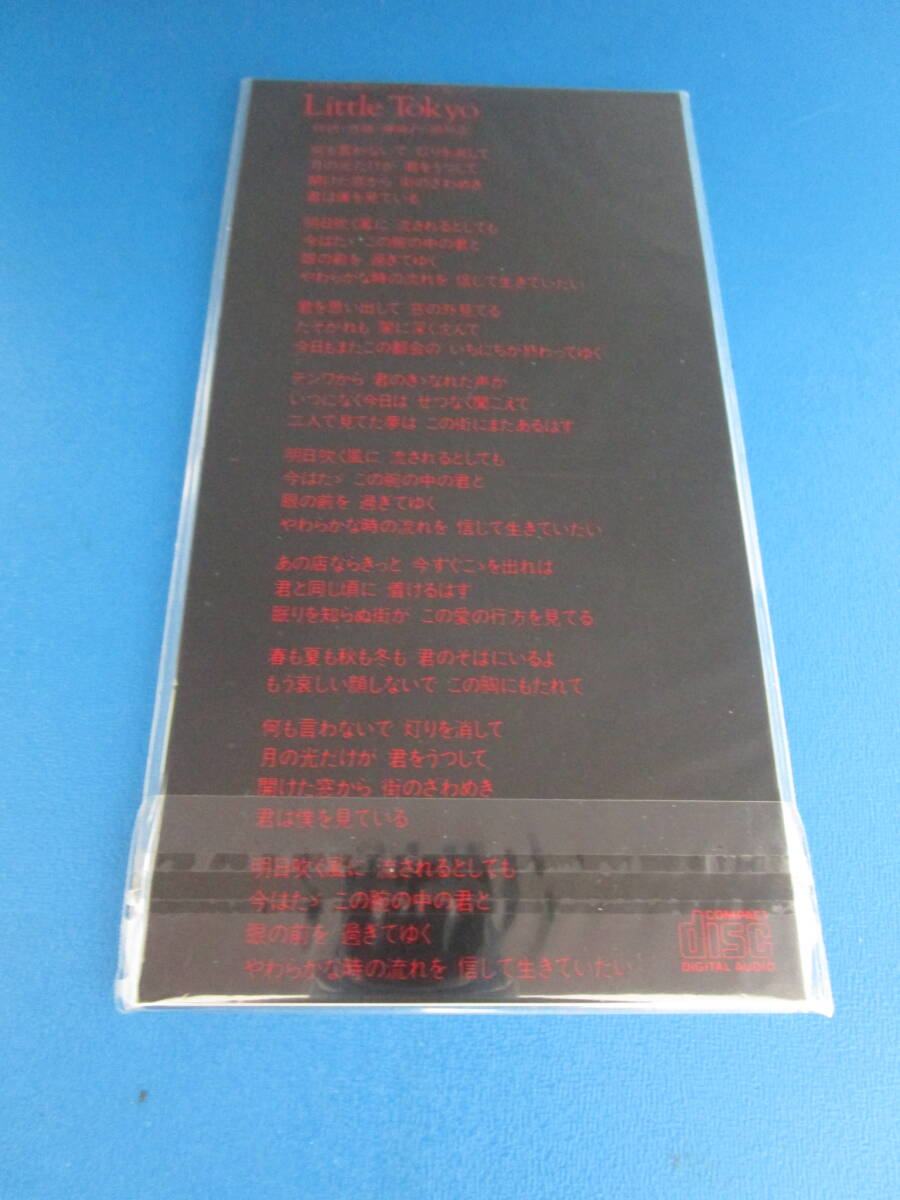 Little Tokyo
何も言わないで 灯りを消して
月の光だけが 君をうつして
開けた窓から 街のざわめき
君は僕を見ている
明日吹く風に 流されるとしても
今はたゞ この腕の中の君と
眼の前を 過ぎてゆく
やわらかな時の流れを 信じて生きていたい
君を思い出して 窓の外見てる
たそがれも 闇に深く沈んで
今日もまたこの都会の いちにちが終わってゆく
デンワから 君のきゝなれた声が
いつになく今日は せつなく聞こえて
二人で見てた夢は この街にまだあるはず
明日吹く風に 流されるとしても
今はたゞ この腕の中の君と
眼の前を 過ぎてゆく
やわらかな時の流れを 信じて生きていたい
あの店ならきっと 今すぐこゝを出れば
君と同じ頃に 着けるはず
眠りを知らぬ街が この愛の行方を見てる
春も夏も秋も冬も 君のそばにいるよ
もう哀しい顔しないで この胸にもたれて
何も言わないで 灯りを消して
月の光だけが 君をうつして
開けた窓から 街のざわめき
君は僕を見ている
明日吹く風に 流されるとしても
今はたゞ この腕の中の君と
眼の前を 過ぎてゆく
やわらかな時の流れを 信じて生きていたい
COMPACT
disc
DIGITAL AUDIO